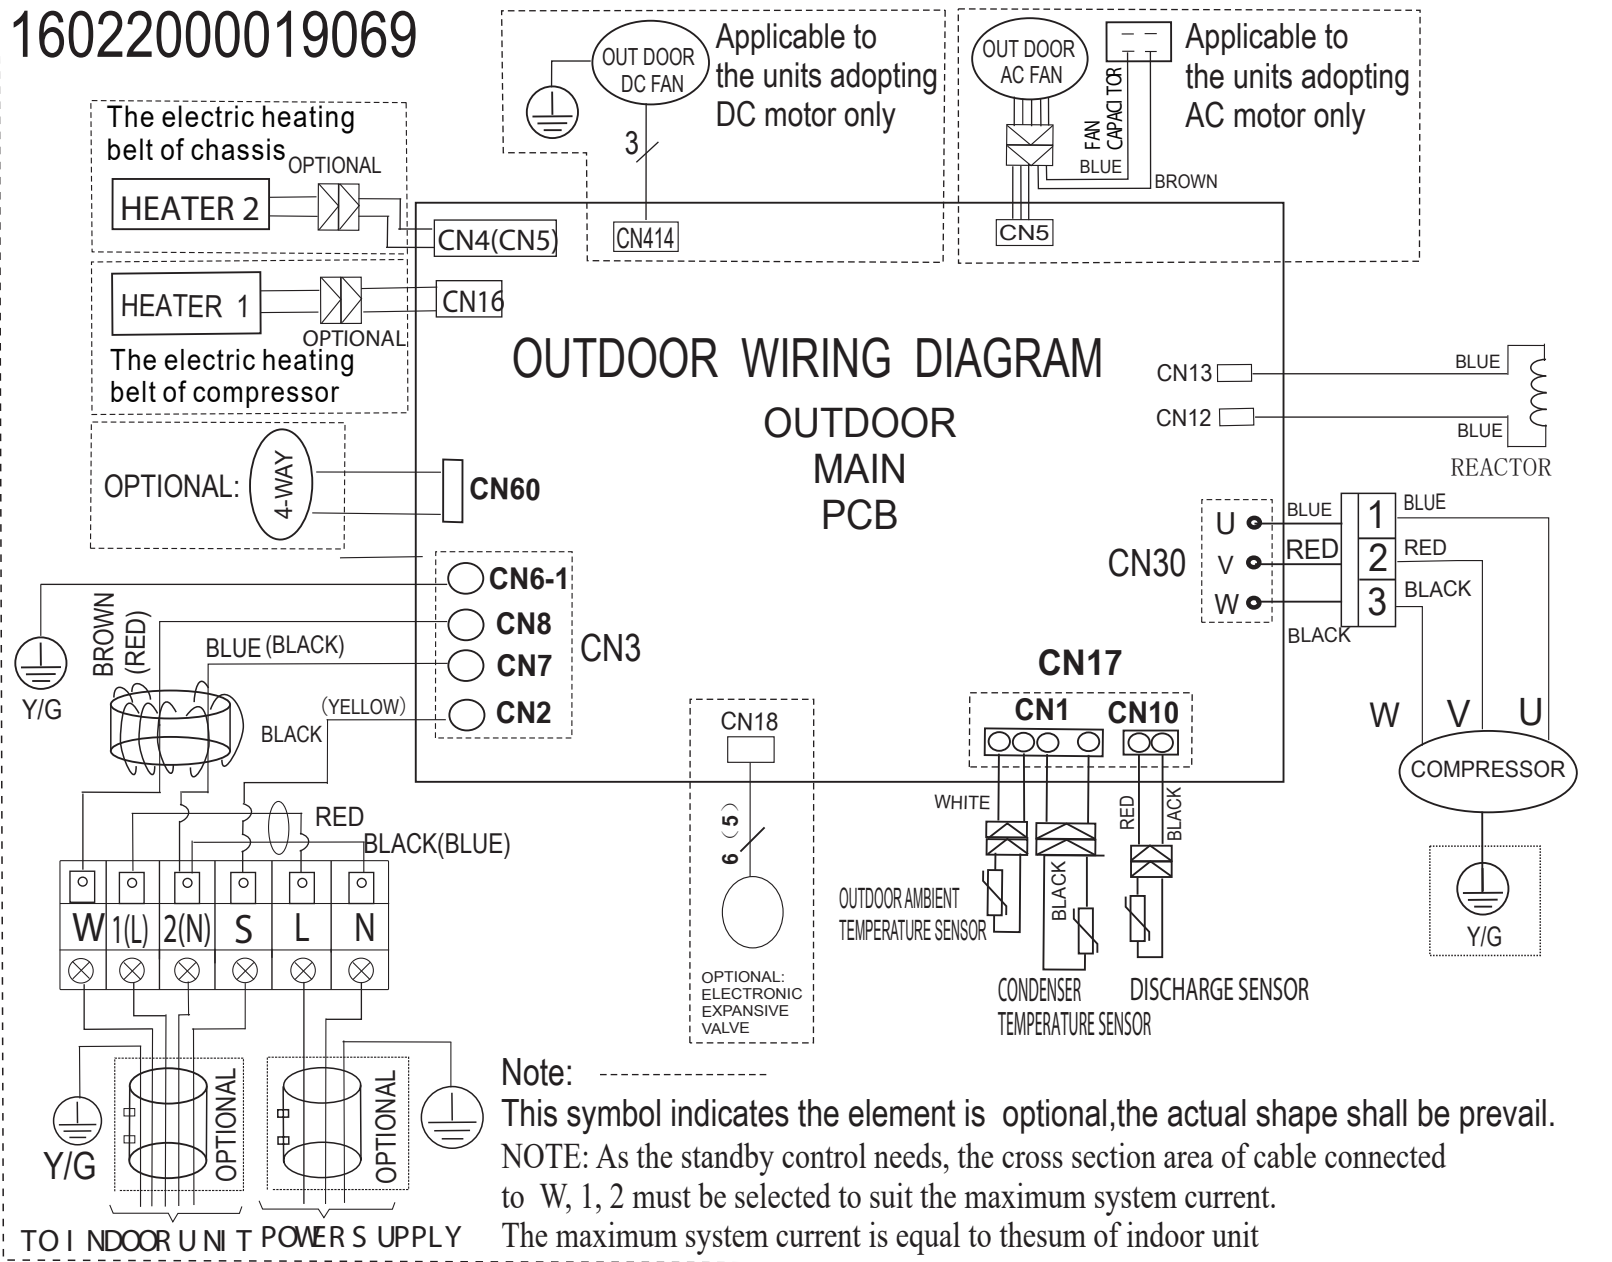 16022000019069
OUT DOOR
DC FAN
3
Applicable to
the units adopting
DC motor only
OUT DOOR
AC FAN
FAN
CAPACITOR
BLUE
BROWN
Applicable to
the units adopting
AC motor only
The electric heating
belt of chassis
OPTIONAL
HEATER 2
CN4(CN5)
CN414
CN5
HEATER 1
CN16
OPTIONAL
The electric heating
belt of compressor
OUTDOOR WIRING DIAGRAM
OUTDOOR
MAIN
PCB
CN13
BLUE
CN12
BLUE
REACTOR
OPTIONAL:
4-WAY
CN60
CN30
U
V
W
BLUE
RED
BLACK
1
2
3
BLUE
RED
BLACK
W
V
U
COMPRESSOR
Y/G
CN6-1
CN8
CN7
CN2
CN3
Y/G
BROWN
(RED)
BLUE (BLACK)
(YELLOW)
BLACK
RED
BLACK(BLUE)
W
1(L)
2(N)
S
L
N
CN18
6 (5)
OPTIONAL:
ELECTRONIC
EXPANSIVE
VALVE
CN17
CN1
CN10
WHITE
RED
BLACK
BLACK
OUTDOOR AMBIENT
TEMPERATURE SENSOR
CONDENSER
TEMPERATURE SENSOR
DISCHARGE SENSOR
Y/G
OPTIONAL
OPTIONAL
TO INDOOR UNIT
POWER SUPPLY
Note: --------------
This symbol indicates the element is optional,the actual shape shall be prevail.
NOTE: As the standby control needs, the cross section area of cable connected
to W, 1, 2 must be selected to suit the maximum system current.
The maximum system current is equal to thesum of indoor unit